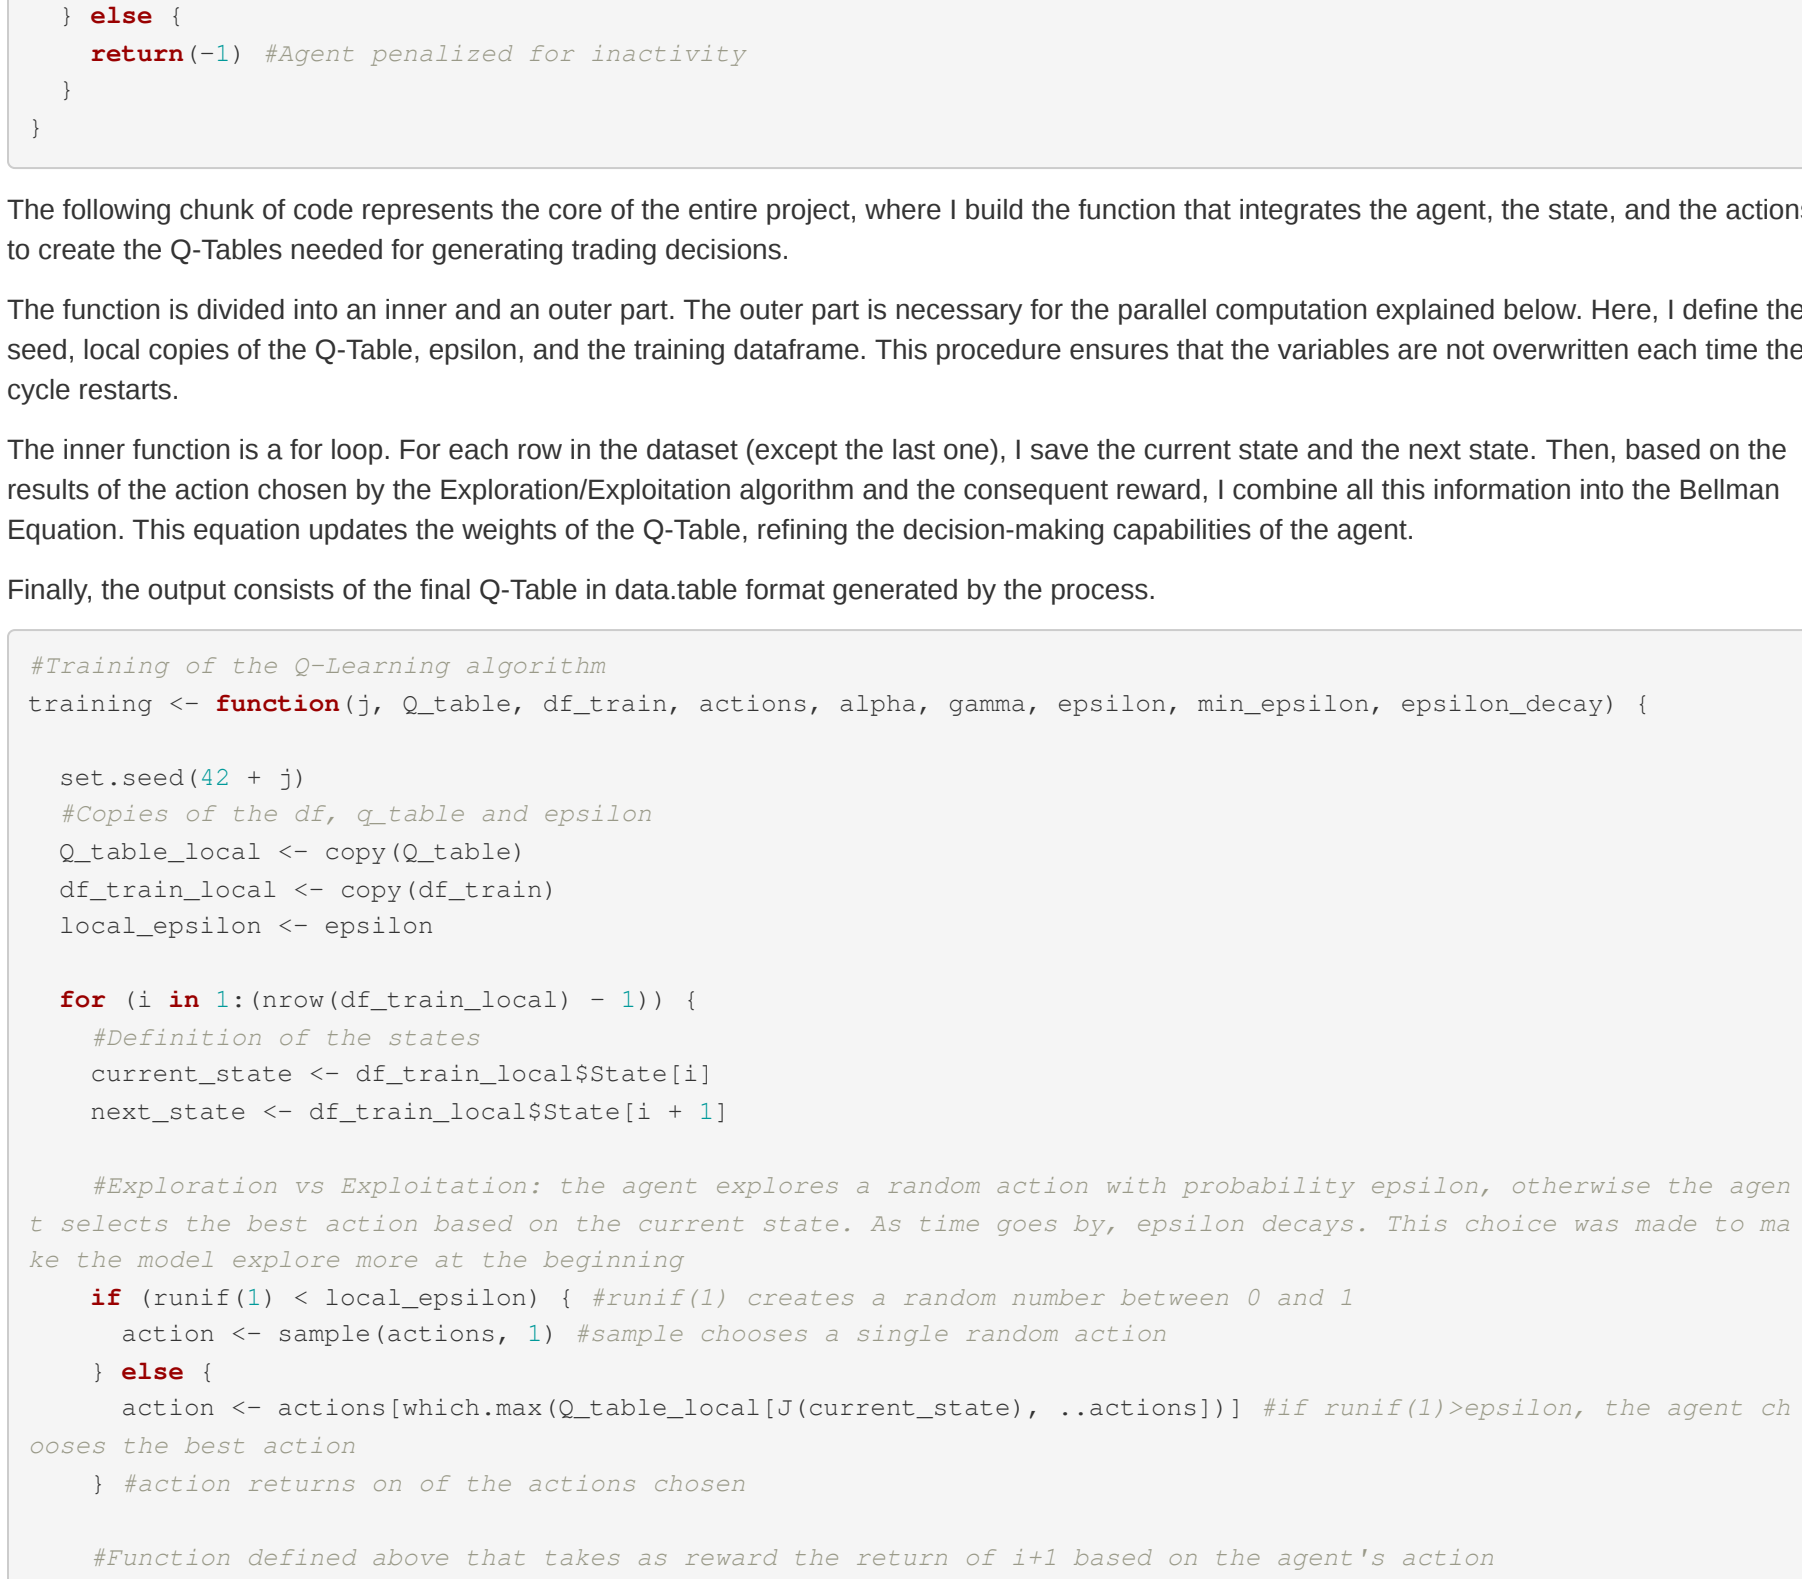 } else {
return(-1) #Agent penalized for inactivity
}
}
The following chunk of code represents the core of the entire project, where I build the function that integrates the agent, the state, and the actions
to create the Q-Tables needed for generating trading decisions.
The function is divided into an inner and an outer part. The outer part is necessary for the parallel computation explained below. Here, I define the
seed, local copies of the Q-Table, epsilon, and the training dataframe. This procedure ensures that the variables are not overwritten each time the
cycle restarts.
The inner function is a for loop. For each row in the dataset (except the last one), I save the current state and the next state. Then, based on the
results of the action chosen by the Exploration/Exploitation algorithm and the consequent reward, I combine all this information into the Bellman
Equation. This equation updates the weights of the Q-Table, refining the decision-making capabilities of the agent.
Finally, the output consists of the final Q-Table in data.table format generated by the process.
#Training of the Q-Learning algorithm
training <- function(j, Q_table, df_train, actions, alpha, gamma, epsilon, min_epsilon, epsilon_decay) {
set.seed(42 + j)
#Copies of the df, q_table and epsilon
Q_table_local <- copy(Q_table)
df_train_local <- copy(df_train)
local_epsilon <- epsilon
for (i in 1:(nrow(df_train_local) - 1)) {
#Definition of the states
current_state <- df_train_local$State[i]
next_state <- df_train_local$State[i + 1]
#Exploration vs Exploitation: the agent explores a random action with probability epsilon, otherwise the agen
t selects the best action based on the current state. As time goes by, epsilon decays. This choice was made to ma
ke the model explore more at the beginning
if (runif(1) < local_epsilon) { #runif(1) creates a random number between 0 and 1
action <- sample(actions, 1) #sample chooses a single random action
} else {
action <- actions[which.max(Q_table_local[J(current_state), ..actions])] #if runif(1)>epsilon, the agent ch
ooses the best action
} #action returns on of the actions chosen
#Function defined above that takes as reward the return of i+1 based on the agent's action